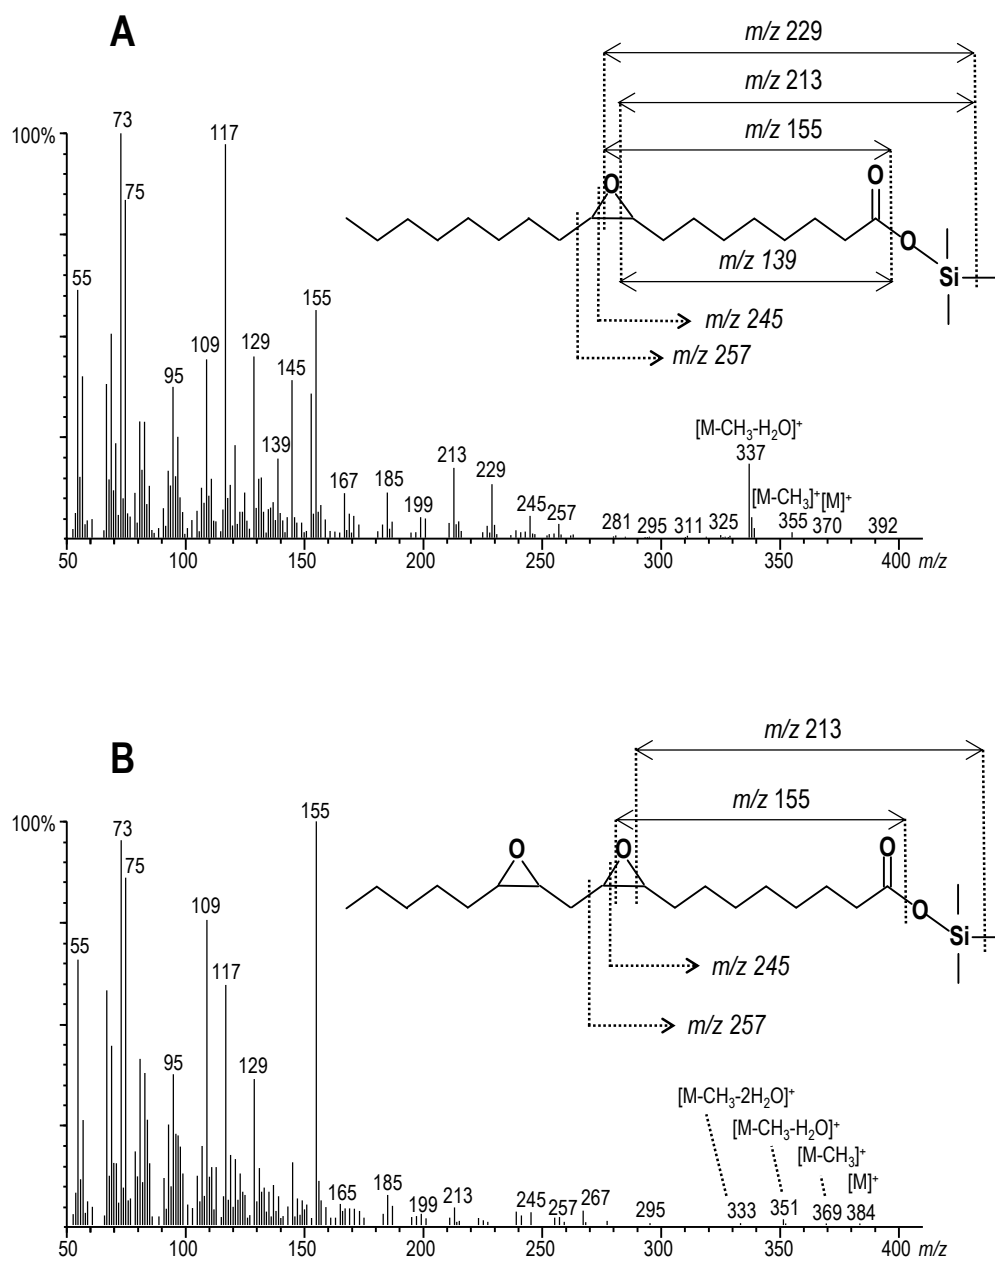 A
m/z 229
m/z 213
m/z 155
100%
73
117
75
O
O
O
Si
m/z 139
55
155
m/z 245
109
129
145
m/z 257
95
139
[M-CH3-H2O]+
337
213
229
167
185
199
245
257
281
295
311
325
[M-CH3]+
[M]+
355
370
392
50
100
150
200
250
300
350
400
m/z
B
m/z 213
m/z 155
100%
155
73
75
O
O
O
O
Si
109
55
117
m/z 245
m/z 257
95
129
[M-CH3-2H2O]+
[M-CH3-H2O]+
[M-CH3]+
[M]+
165
185
199
213
245
257
267
295
333
351
369
384
50
100
150
200
250
300
350
400
m/z